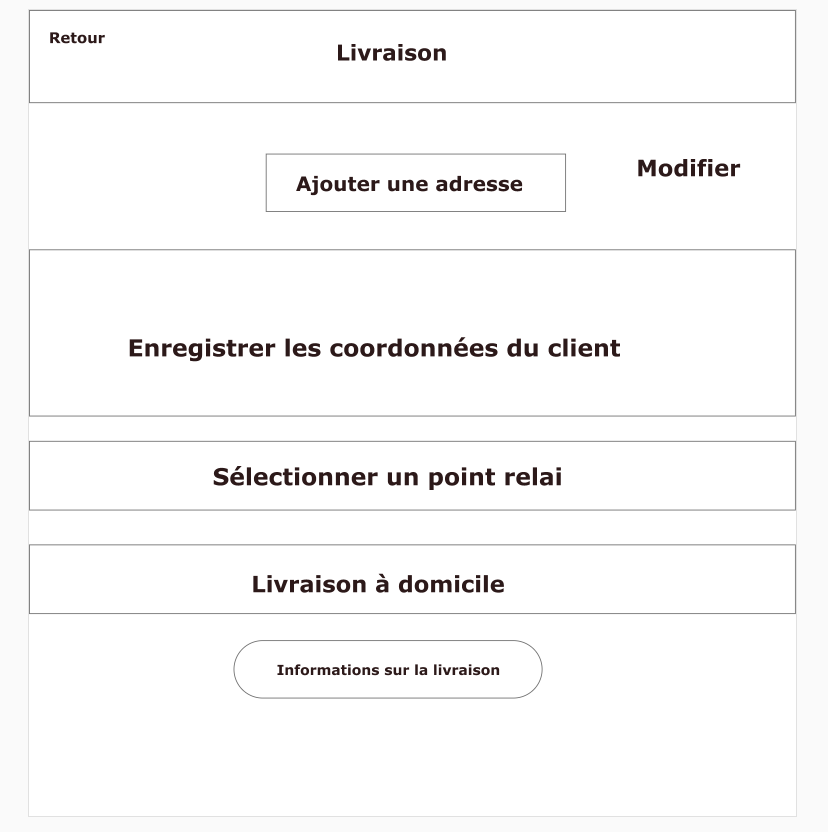 Retour
Livraison
Modifier
Ajouter une adresse
Enregistrer les coordonnées du client
Sélectionner un point relai
Livraison à domicile
Informations sur la livraison